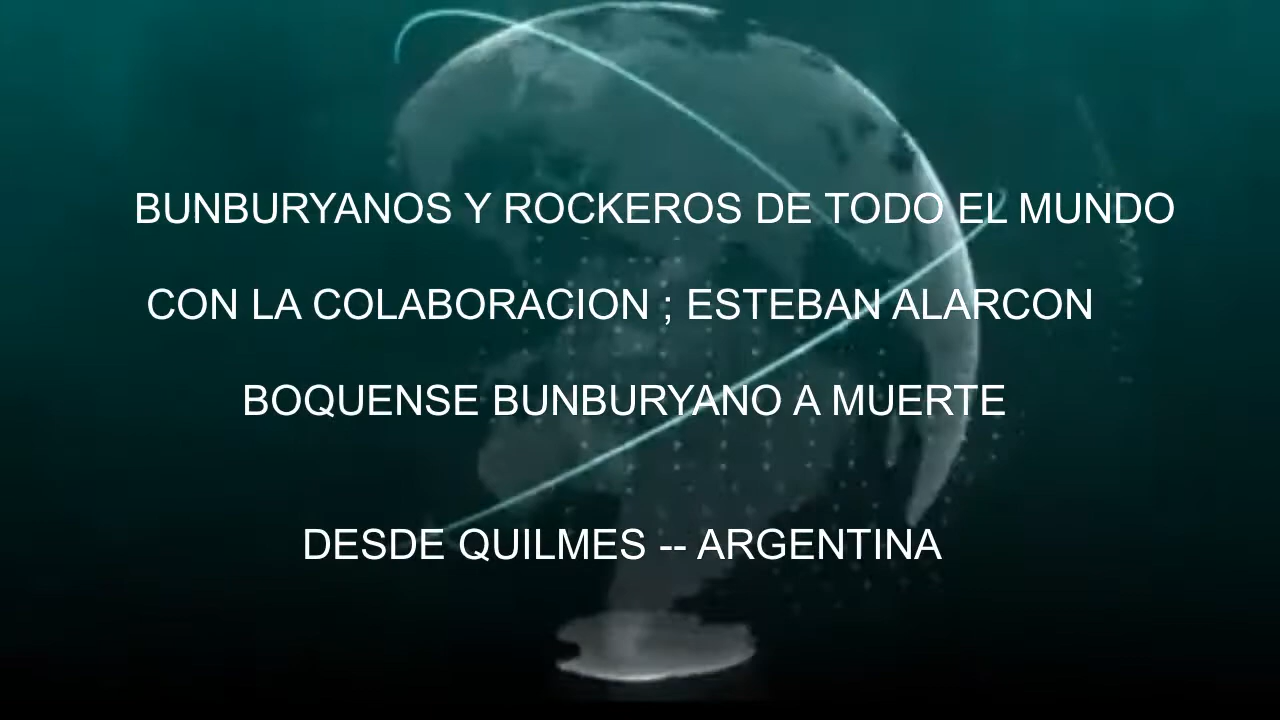 BUNBURYANOS Y ROCKEROS DE TODO EL MUNDO
CON LA COLABORACION ; ESTEBAN ALARCON
BOQUENSE BUNBURYANO A MUERTE
DESDE QUILMES -- ARGENTINA